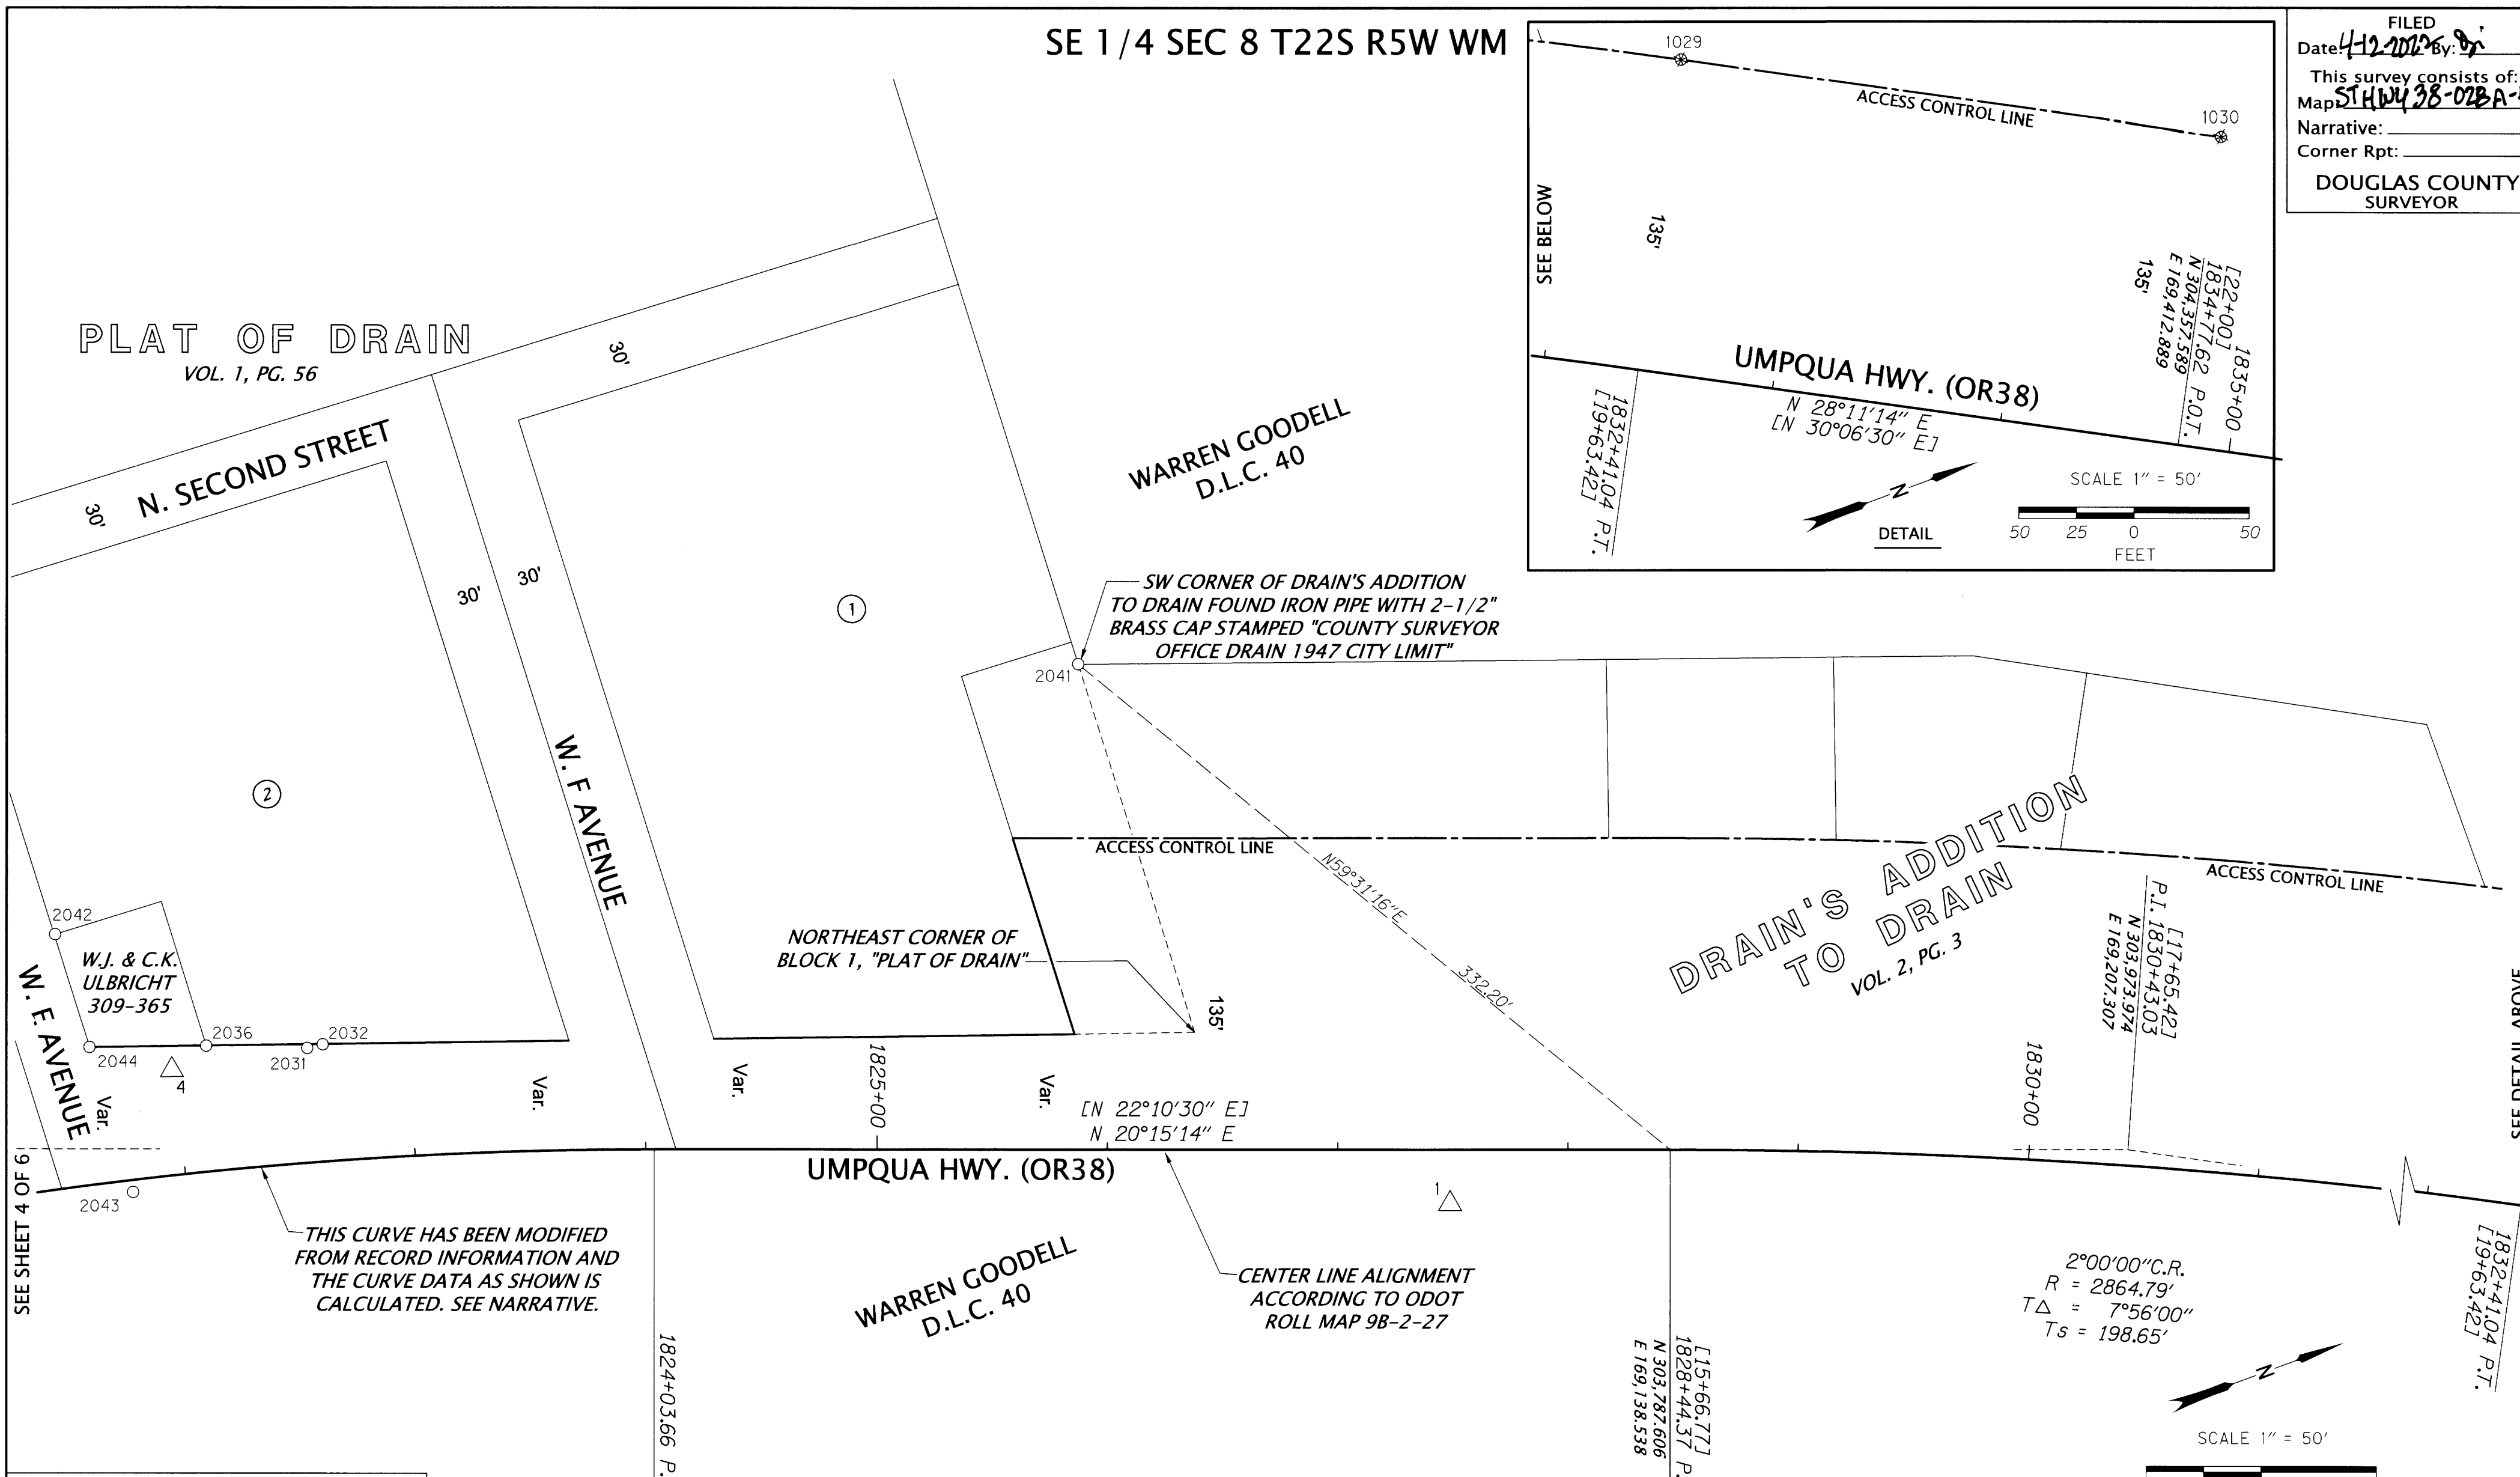 SE 1/4 SEC 8 T22S R5W WM
FILED
Date: 4-12-2022 By:
This survey consists of:
Map: STHWY38-02BA-
Narrative:
Corner Rpt:
DOUGLAS COUNTY
SURVEYOR
1029
ACCESS CONTROL LINE
1030
SEE BELOW
135'
135'
[22+00]
1834+77.62 P.O.T.
N 304,357.589
E 169,412.889
1835+00
UMPQUA HWY. (OR38)
N 28°11'14" E
[N 30°06'30" E]
1832+41.04 P.T.
[19+63.42]
N
DETAIL
SCALE 1" = 50'
50 25 0 50
FEET
PLAT OF DRAIN
VOL. 1, PG. 56
30'
N. SECOND STREET
30'
30'
30'
WARREN GOODELL
D.L.C. 40
1
SW CORNER OF DRAIN'S ADDITION
TO DRAIN FOUND IRON PIPE WITH 2-1/2"
BRASS CAP STAMPED "COUNTY SURVEYOR
OFFICE DRAIN 1947 CITY LIMIT"
2041
W. F AVENUE
2
ACCESS CONTROL LINE
N59°31'16"E
332.20'
DRAIN'S ADDITION
TO DRAIN
VOL. 2, PG. 3
ACCESS CONTROL LINE
[17+65.42]
P.I. 1830+43.03
N 303,973.974
E 169,207.307
2042
W.J. & C.K.
ULBRICHT
309-365
NORTHEAST CORNER OF
BLOCK 1, "PLAT OF DRAIN"
135'
W. E AVENUE
2044
2036
2031
2032
4
Var.
Var.
Var.
1825+00
Var.
[N 22°10'30" E]
N 20°15'14" E
1830+00
SEE DETAIL ABOVE
UMPQUA HWY. (OR38)
SEE SHEET 4 OF 6
2043
1
THIS CURVE HAS BEEN MODIFIED
FROM RECORD INFORMATION AND
THE CURVE DATA AS SHOWN IS
CALCULATED. SEE NARRATIVE.
WARREN GOODELL
D.L.C. 40
CENTER LINE ALIGNMENT
ACCORDING TO ODOT
ROLL MAP 9B-2-27
1824+03.66 P.
[15+66.77]
1828+44.37 P.
N 303,787.606
E 169,138.538
2°00'00"C.R.
R = 2864.79'
T△ = 7°56'00"
Ts = 198.65'
1832+41.04 P.T.
[19+63.42]
N
SCALE 1" = 50'